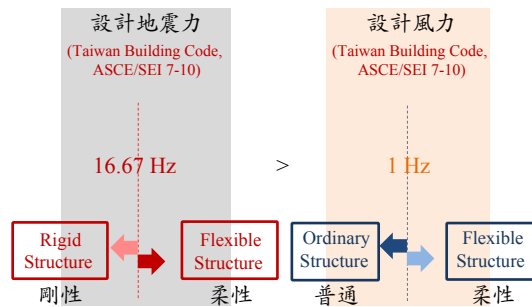 設計地震力
(Taiwan Building Code,
ASCE/SEI 7-10)
16.67 Hz
Rigid
Structure
剛性
Flexible
Structure
柔性
>
設計風力
(Taiwan Building Code,
ASCE/SEI 7-10)
1 Hz
Ordinary
Structure
普通
Flexible
Structure
柔性